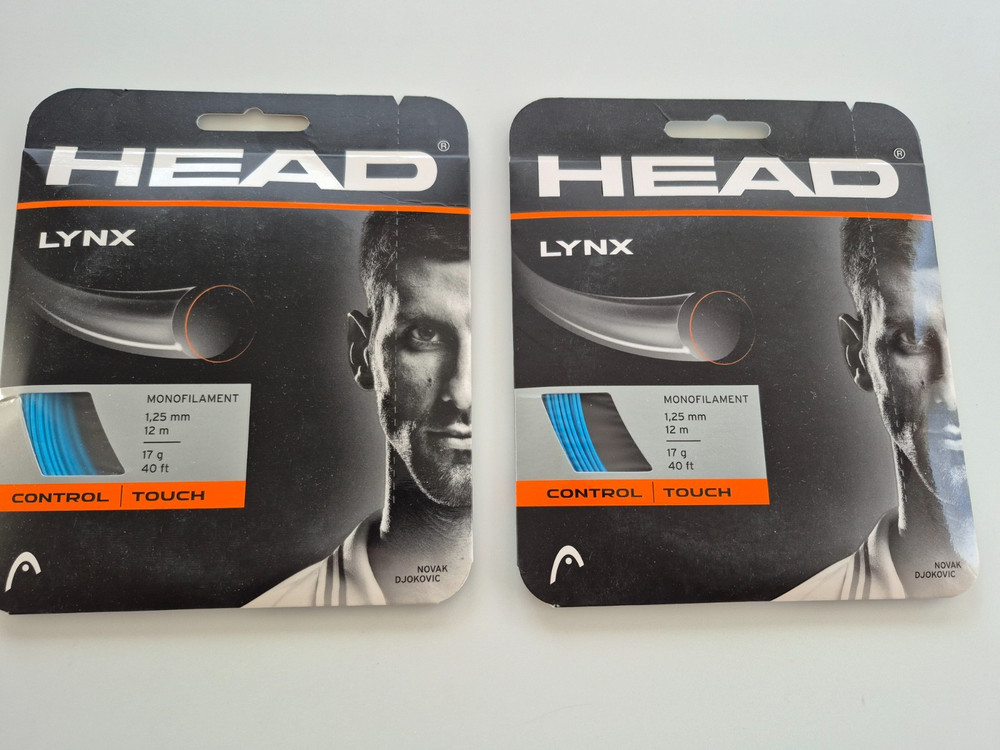 HEAD®
LYNX
MONOFILAMENT
1,25 mm
12 m
17 g
40 ft
CONTROL | TOUCH
NOVAK
DJOKOVIC
HEAD®
LYNX
MONOFILAMENT
1,25 mm
12 m
17 g
40 ft
CONTROL | TOUCH
NOVAK
DJOKOVIC